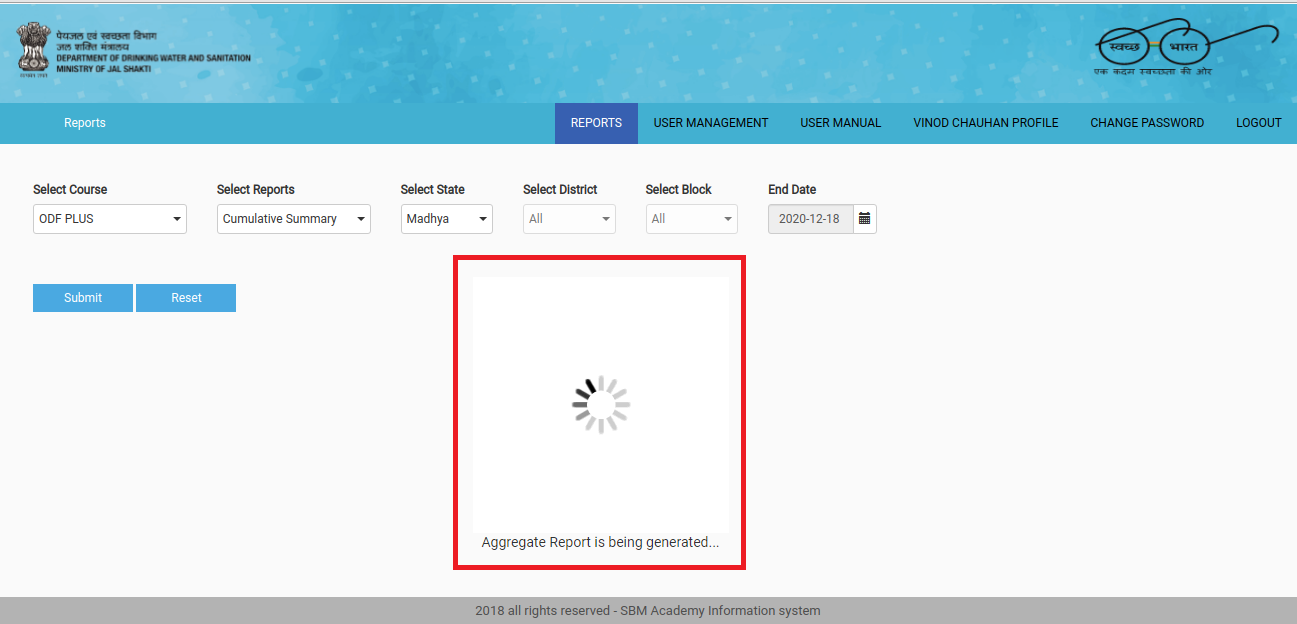 पेयजल एवं स्वच्छता विभाग
जल शक्ति मंत्रालय
DEPARTMENT OF DRINKING WATER AND SANITATION
MINISTRY OF JAL SHAKTI
सत्यमेव जयते
स्वच्छ भारत
एक कदम स्वच्छता की ओर
Reports
REPORTS
USER MANAGEMENT
USER MANUAL
VINOD CHAUHAN PROFILE
CHANGE PASSWORD
LOGOUT
Select Course
Select Reports
Select State
Select District
Select Block
End Date
ODF PLUS
Cumulative Summary
Madhya
All
All
2020-12-18
Submit
Reset
Aggregate Report is being generated...
2018 all rights reserved - SBM Academy Information system